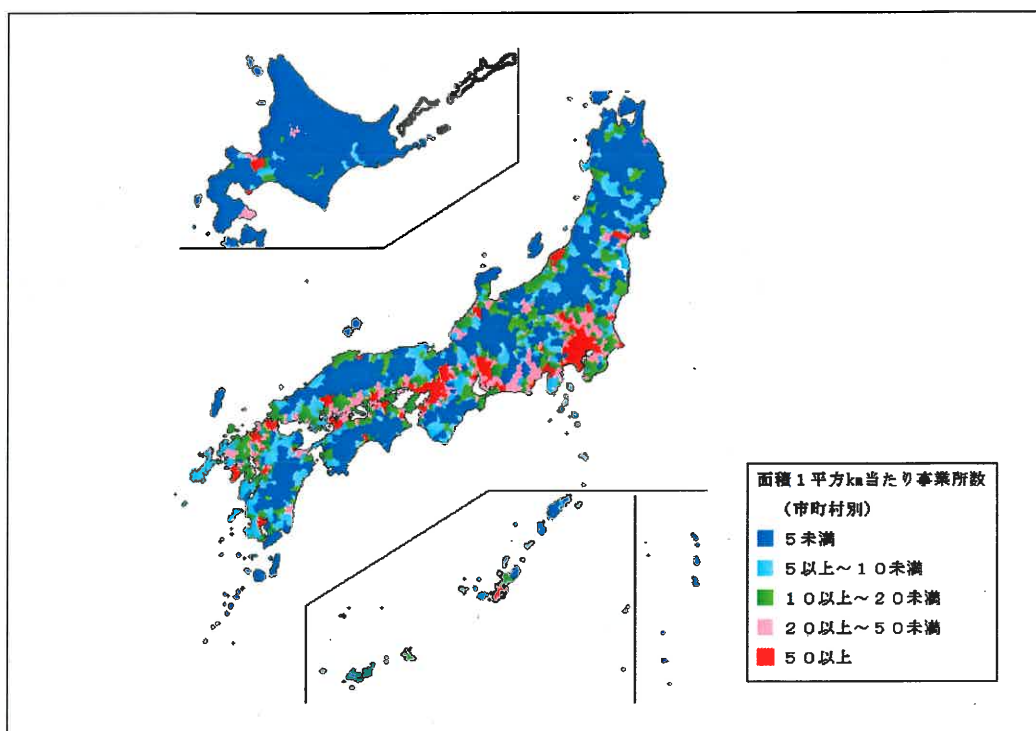 面積１平方km当たり事業所数
(市町村別)
５未満
５以上～１０未満
１０以上～２０未満
２０以上～５０未満
５０以上